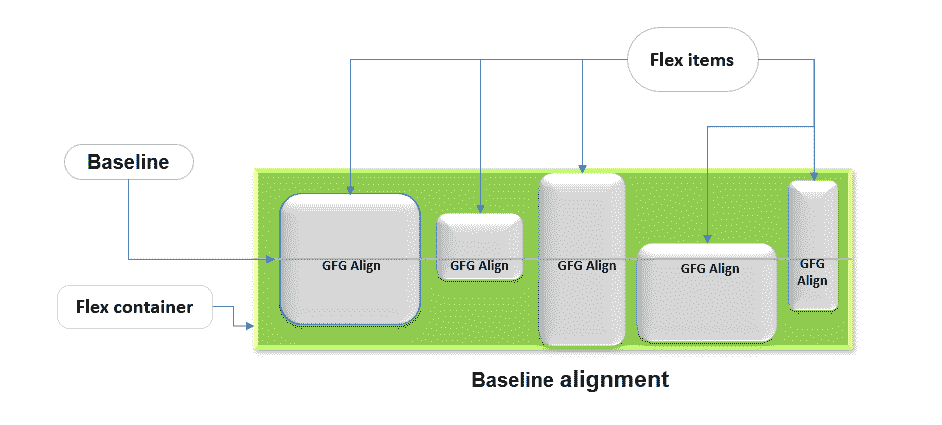 Flex items
Baseline
GFG Align
GFG Align
GFG Align
GFG Align
GFG
Align
Flex container
Baseline alignment